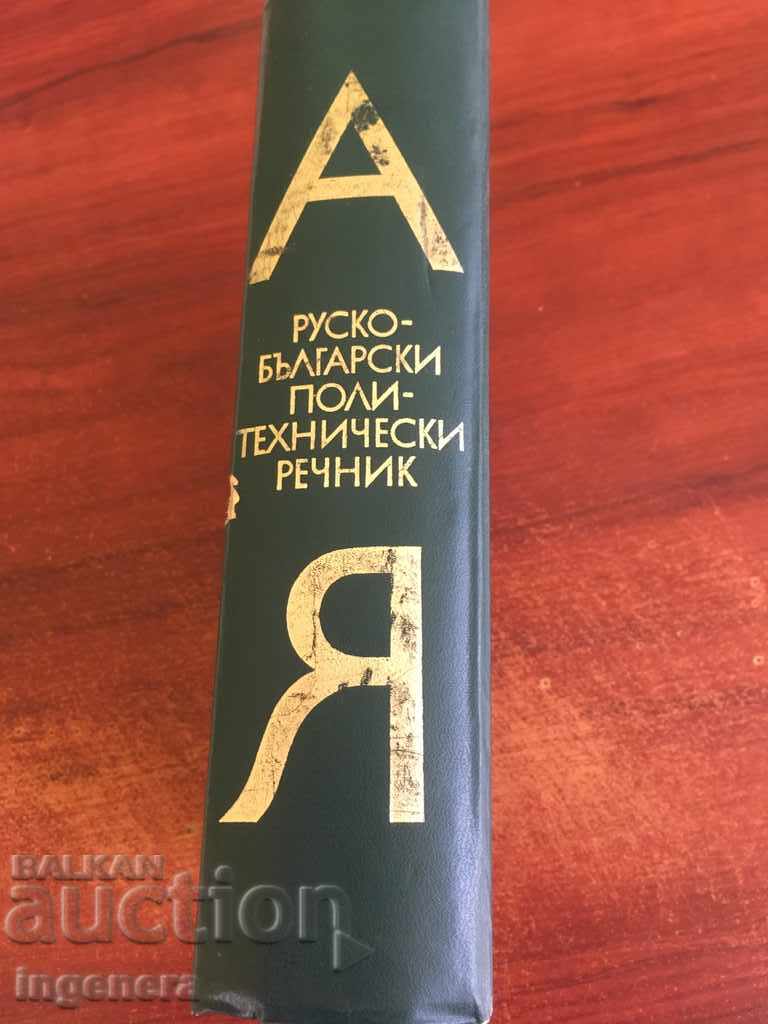 А
РУСКО-
БЪЛГАРСКИ
ПОЛИ-
ТЕХНИЧЕСКИ
РЕЧНИК
Я
BALKAN
auction
ingenera